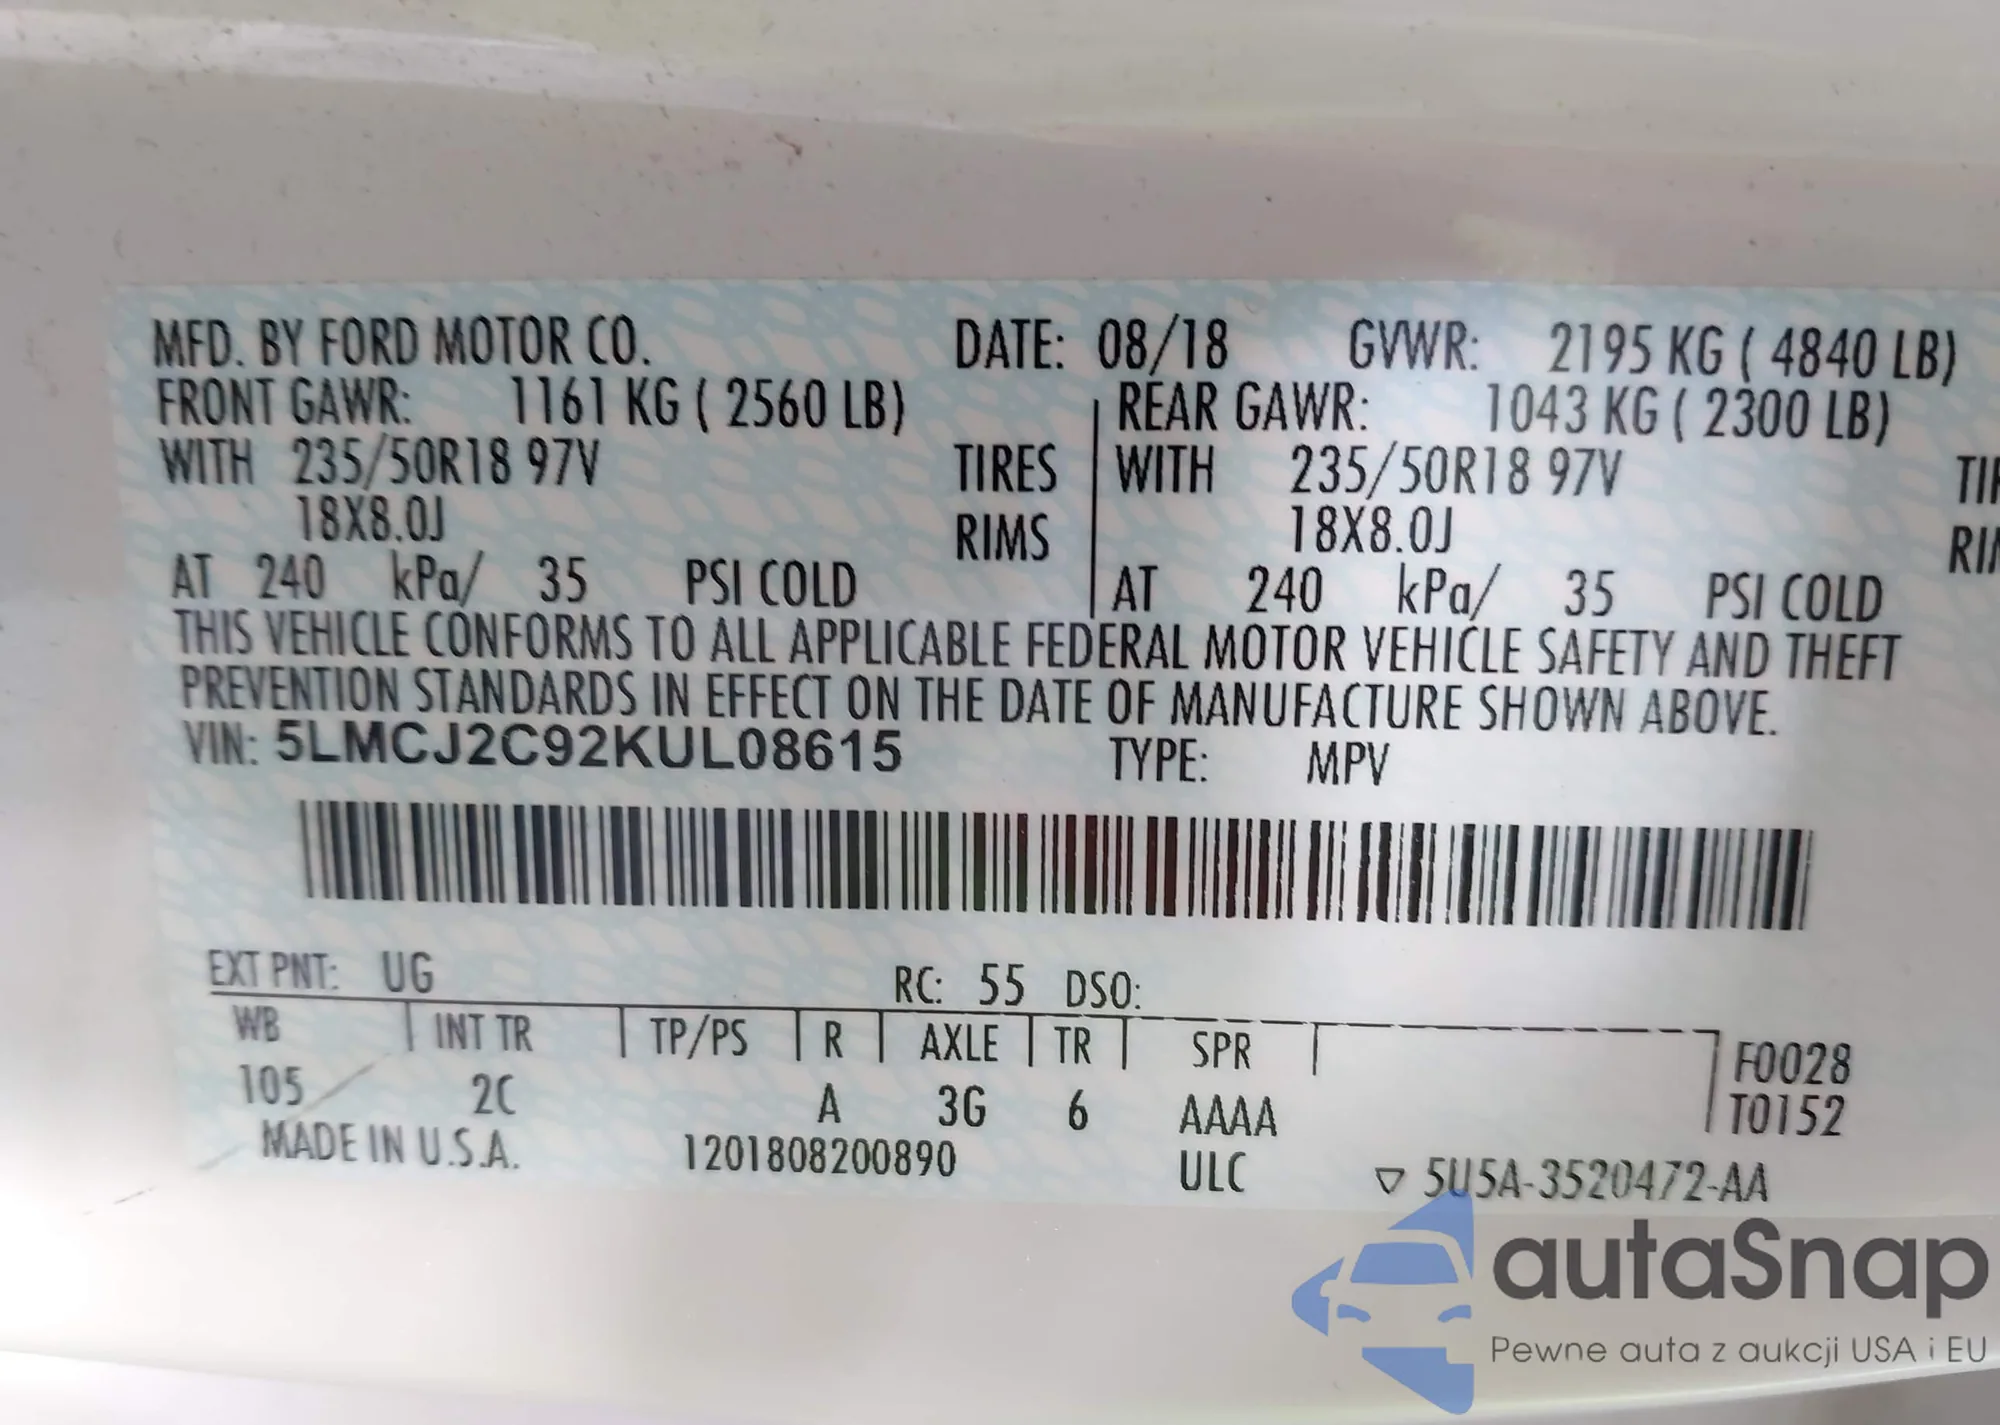 MFD. BY FORD MOTOR CO. DATE: 08/18 GVWR: 2195 KG ( 4840 LB)
FRONT GAWR: 1161 KG ( 2560 LB) REAR GAWR: 1043 KG ( 2300 LB)
WITH 235/50R18 97V TIRES WITH 235/50R18 97V TI
18X8.0J RIMS 18X8.0J RI
AT 240 kPa/ 35 PSI COLD AT 240 kPa/ 35 PSI COLD
THIS VEHICLE CONFORMS TO ALL APPLICABLE FEDERAL MOTOR VEHICLE SAFETY AND THEFT
PREVENTION STANDARDS IN EFFECT ON THE DATE OF MANUFACTURE SHOWN ABOVE.
VIN: 5LMCJ2C92KUL08615 TYPE: MPV
EXT PNT: UG RC: 55 DSO:
WB INT TR TP/PS R AXLE TR SPR F0028
105 2C A 3G 6 AAAA T0152
MADE IN U.S.A. 1201808200890 ULC ▽ 5U5A-3520472-AA
autaSnap
Pewne auta z aukcji USA i EU